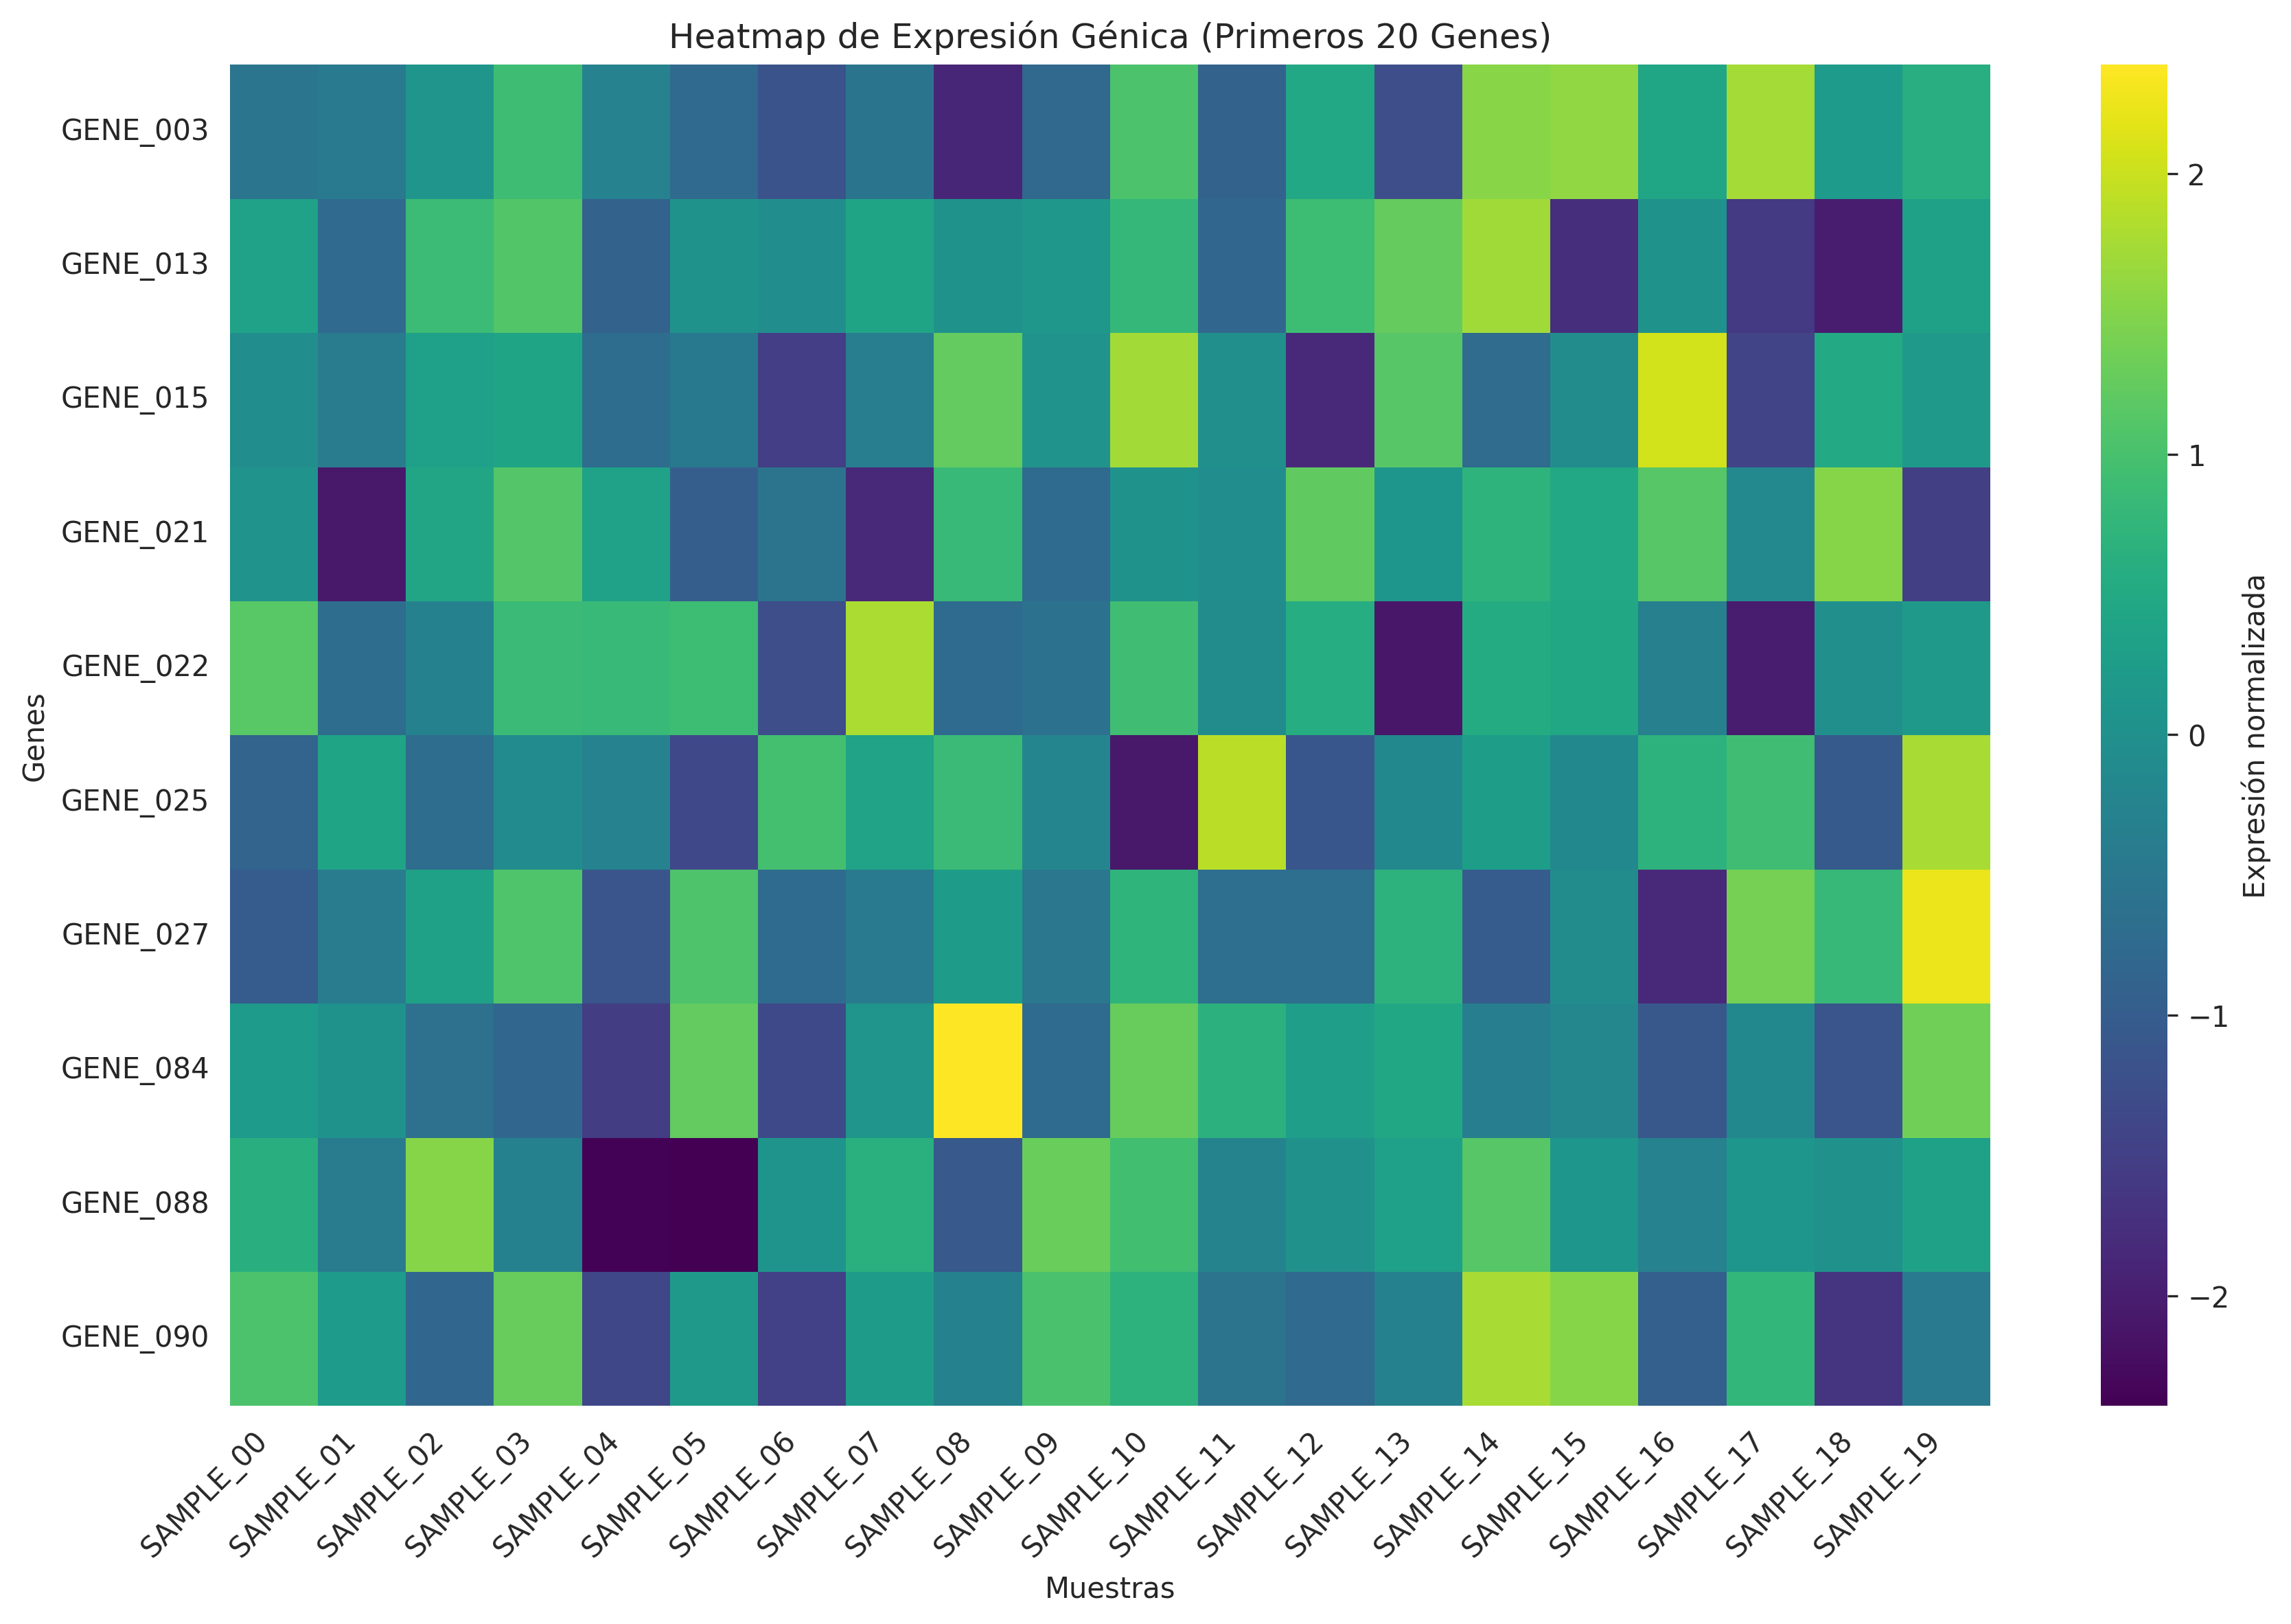 Heatmap de Expresión Génica (Primeros 20 Genes)
Genes
GENE_003
GENE_013
GENE_015
GENE_021
GENE_022
GENE_025
GENE_027
GENE_084
GENE_088
GENE_090
SAMPLE_00
SAMPLE_01
SAMPLE_02
SAMPLE_03
SAMPLE_04
SAMPLE_05
SAMPLE_06
SAMPLE_07
SAMPLE_08
SAMPLE_09
SAMPLE_10
SAMPLE_11
SAMPLE_12
SAMPLE_13
SAMPLE_14
SAMPLE_15
SAMPLE_16
SAMPLE_17
SAMPLE_18
SAMPLE_19
Muestras
2
1
0
−1
−2
Expresión normalizada